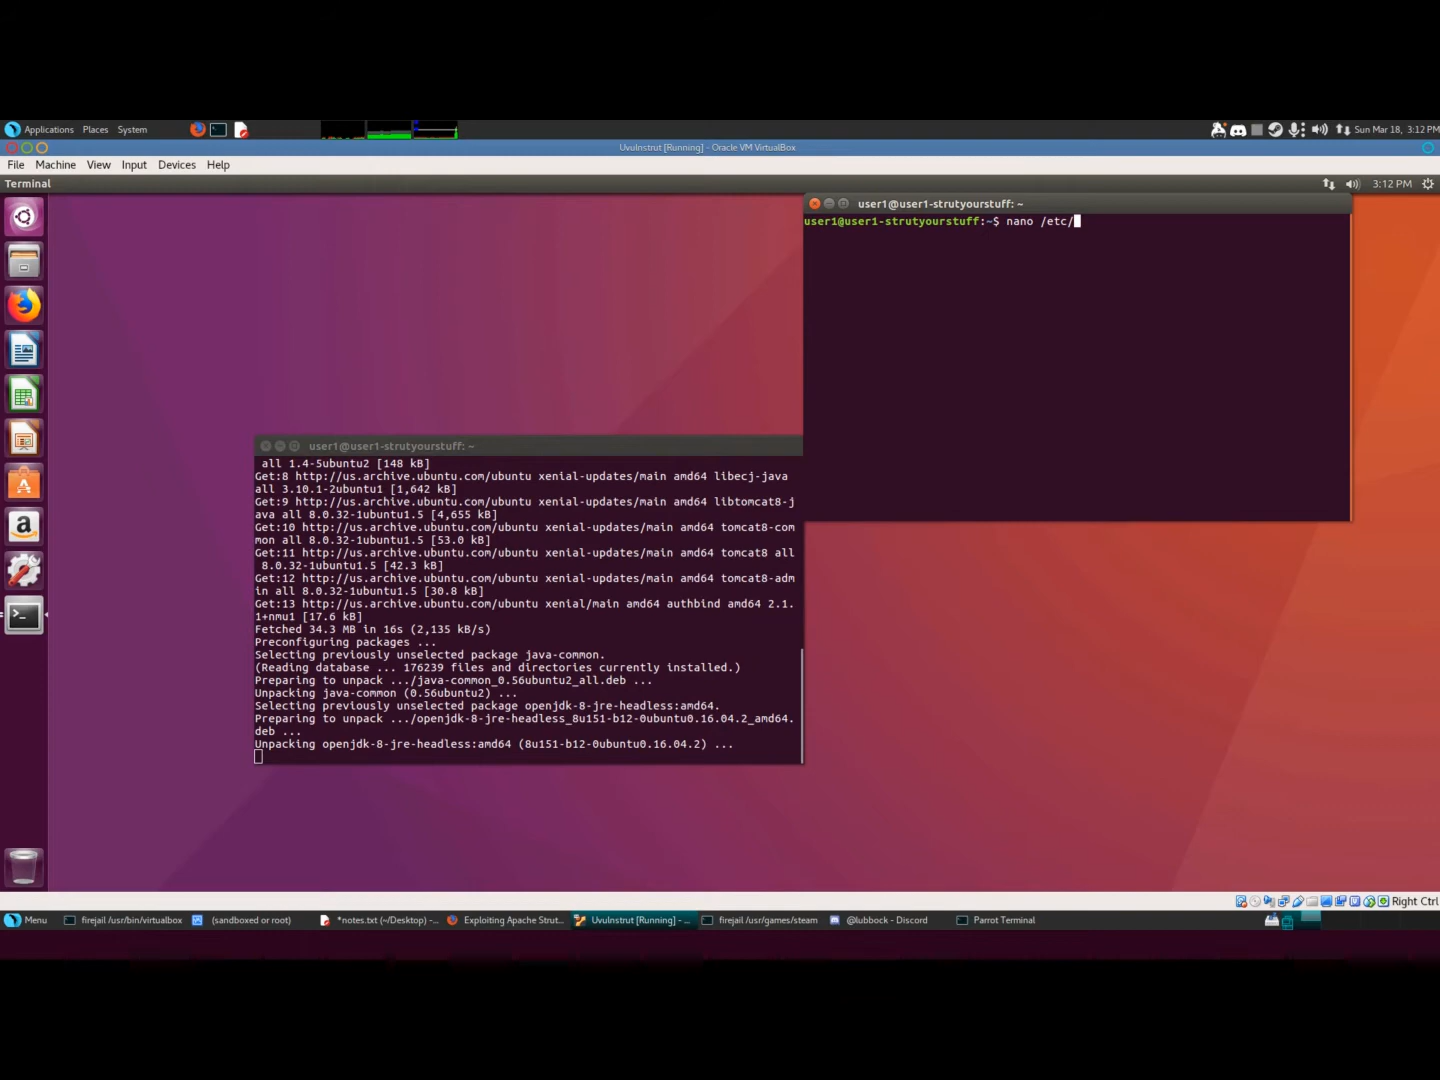 Applications Places System
Sun Mar 18, 3:12 PM
UvuInstrut [Running] - Oracle VM VirtualBox
File Machine View Input Devices Help
Terminal
3:12 PM
user1@user1-strutyourstuff: ~
user1@user1-strutyourstuff:~$ nano /etc/
user1@user1-strutyourstuff: ~
all 1.4-5ubuntu2 [148 kB]
Get:8 http://us.archive.ubuntu.com/ubuntu xenial-updates/main amd64 libecj-java
all 3.10.1-2ubuntu1 [1,642 kB]
Get:9 http://us.archive.ubuntu.com/ubuntu xenial-updates/main amd64 libtomcat8-j
ava all 8.0.32-1ubuntu1.5 [4,655 kB]
Get:10 http://us.archive.ubuntu.com/ubuntu xenial-updates/main amd64 tomcat8-com
mon all 8.0.32-1ubuntu1.5 [53.0 kB]
Get:11 http://us.archive.ubuntu.com/ubuntu xenial-updates/main amd64 tomcat8 all
8.0.32-1ubuntu1.5 [42.3 kB]
Get:12 http://us.archive.ubuntu.com/ubuntu xenial-updates/main amd64 tomcat8-adm
in all 8.0.32-1ubuntu1.5 [30.8 kB]
Get:13 http://us.archive.ubuntu.com/ubuntu xenial/main amd64 authbind amd64 2.1.
1+nmu1 [17.6 kB]
Fetched 34.3 MB in 16s (2,135 kB/s)
Preconfiguring packages ...
Selecting previously unselected package java-common.
(Reading database ... 176239 files and directories currently installed.)
Preparing to unpack .../java-common_0.56ubuntu2_all.deb ...
Unpacking java-common (0.56ubuntu2) ...
Selecting previously unselected package openjdk-8-jre-headless:amd64.
Preparing to unpack .../openjdk-8-jre-headless_8u151-b12-0ubuntu0.16.04.2_amd64.
deb ...
Unpacking openjdk-8-jre-headless:amd64 (8u151-b12-0ubuntu0.16.04.2) ...
Right Ctrl
Menu firejail /usr/bin/virtualbox (sandboxed or root) *notes.txt (~/Desktop) -... Exploiting Apache Strut... UvuInstrut [Running] - ... firejail /usr/games/steam @lubbock - Discord Parrot Terminal